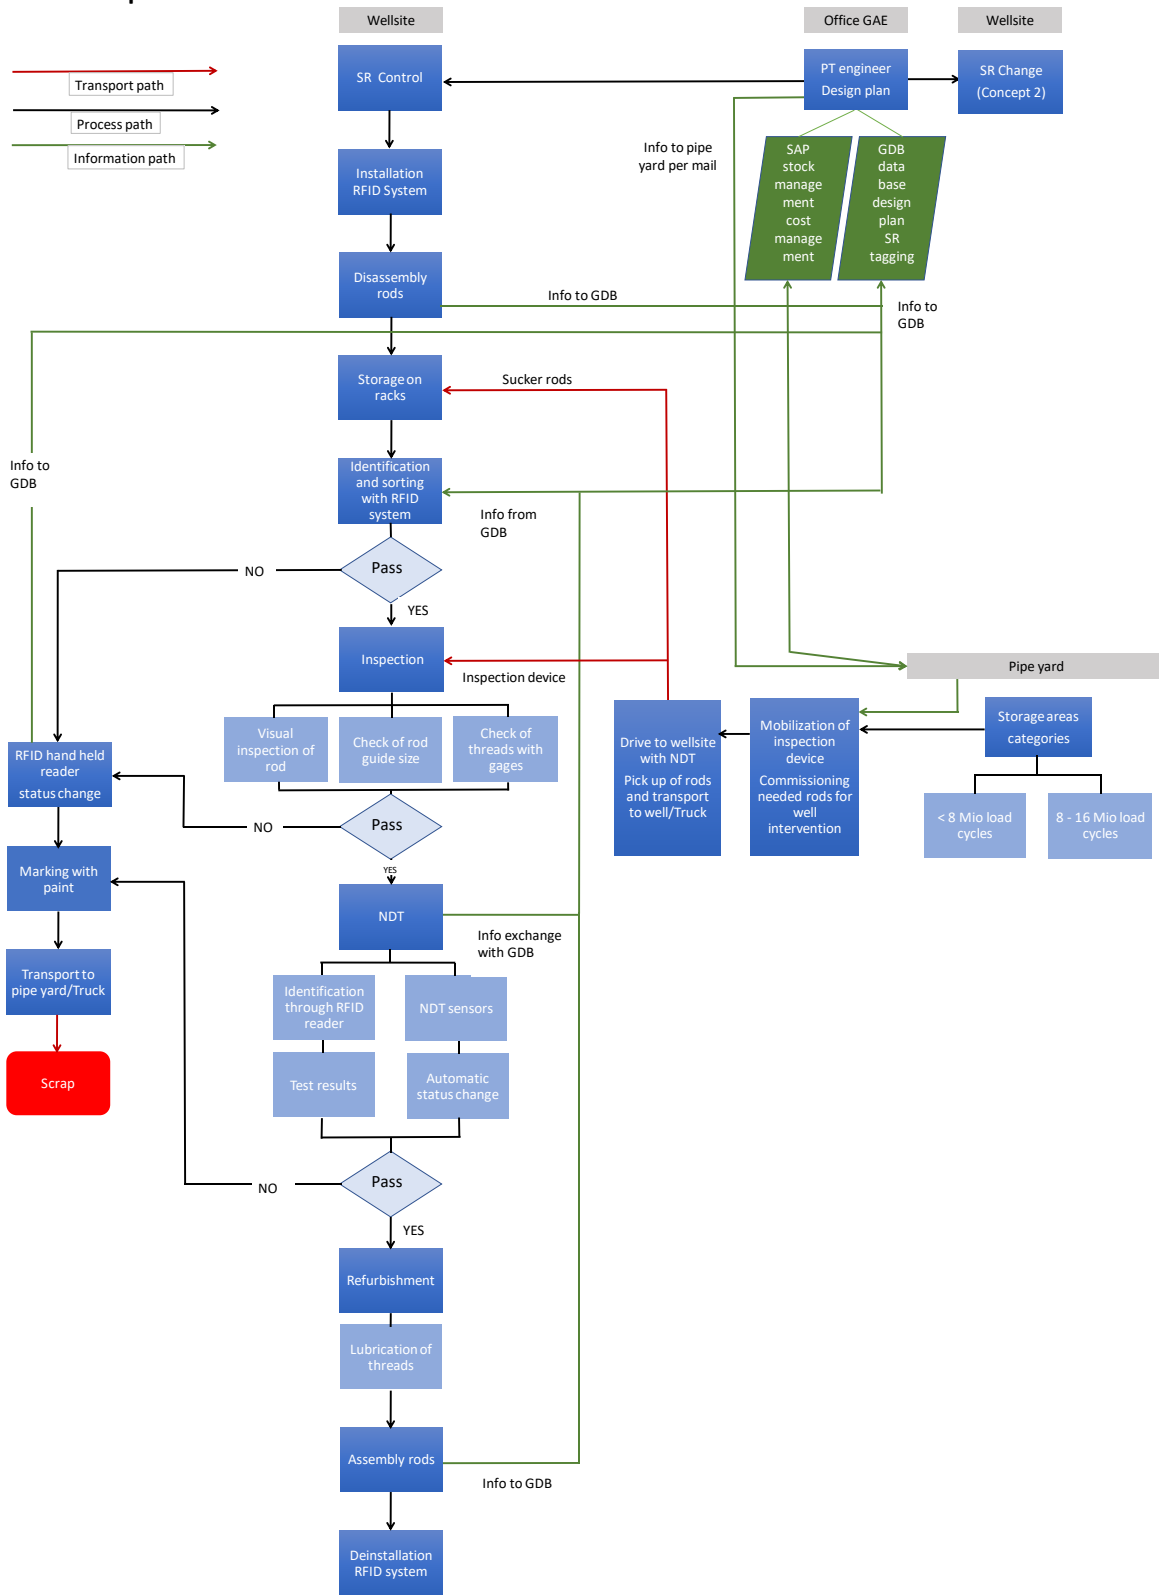 Wellsite
Office GAE
Wellsite
Transport path
Process path
Information path
SR Control
PT engineer
Design plan
SR Change
(Concept 2)
Info to pipe
yard per mail
SAP
stock
manage
ment
cost
manage
ment
GDB
data
base
design
plan
SR
tagging
Installation
RFID System
Disassembly
rods
Info to GDB
Info to
GDB
Storage on
racks
Sucker rods
Info to
GDB
Identification
and sorting
with RFID
system
Info from
GDB
Pass
NO
YES
Inspection
Inspection device
Pipe yard
Visual
inspection of
rod
Check of rod
guide size
Check of
threads with
gages
Drive to wellsite
with NDT
Pick up of rods
and transport
to well/Truck
Mobilization of
inspection
device
Commissioning
needed rods for
well
intervention
Storage areas
categories
< 8 Mio load
cycles
8 - 16 Mio load
cycles
RFID hand held
reader
status change
Pass
NO
YES
Marking with
paint
NDT
Info exchange
with GDB
Transport to
pipe yard/Truck
Identification
through RFID
reader
NDT sensors
Scrap
Test results
Automatic
status change
Pass
NO
YES
Refurbishment
Lubrication of
threads
Assembly rods
Info to GDB
Deinstallation
RFID system